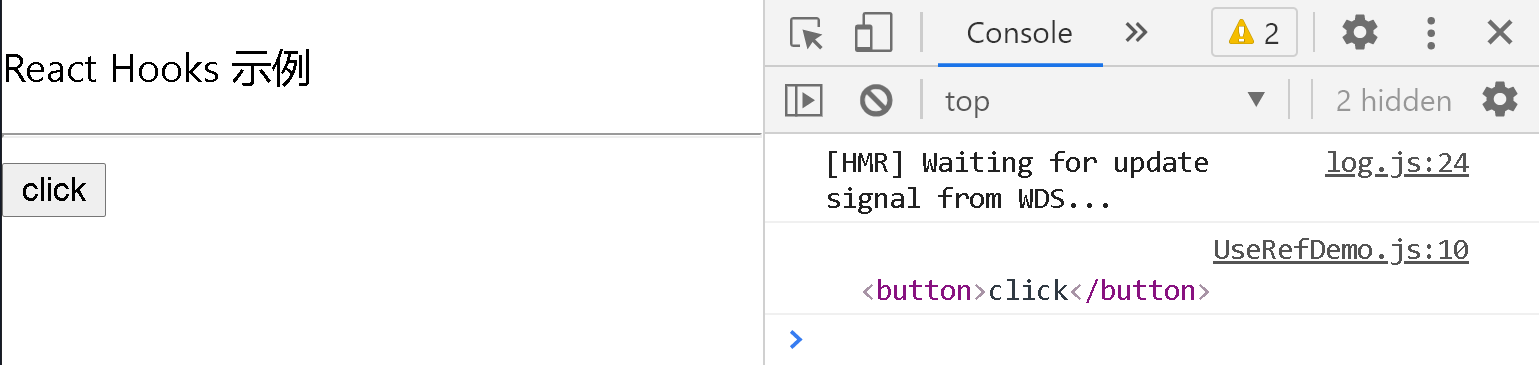 React Hooks 示例
click
Console
2
top
2 hidden
[HMR] Waiting for update
signal from WDS...
log.js:24
UseRefDemo.js:10
<button>click</button>